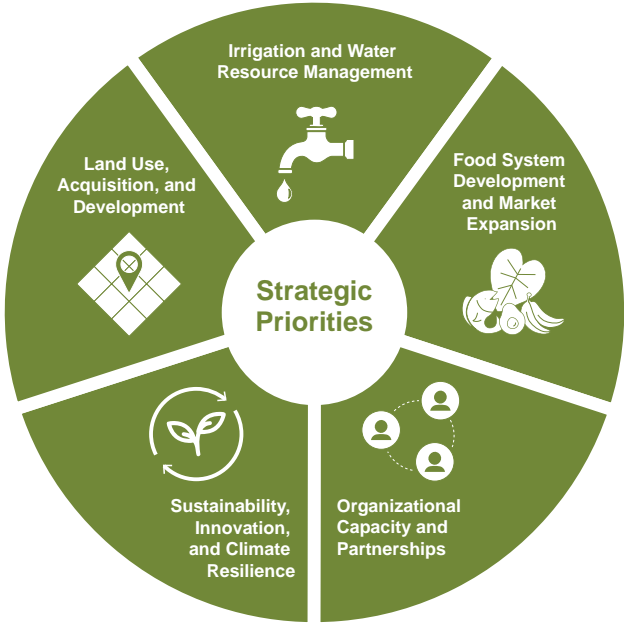 Irrigation and Water
Resource Management
Food System
Development
and Market
Expansion
Organizational
Capacity and
Partnerships
Sustainability,
Innovation,
and Climate
Resilience
Land Use,
Acquisition, and
Development
Strategic
Priorities